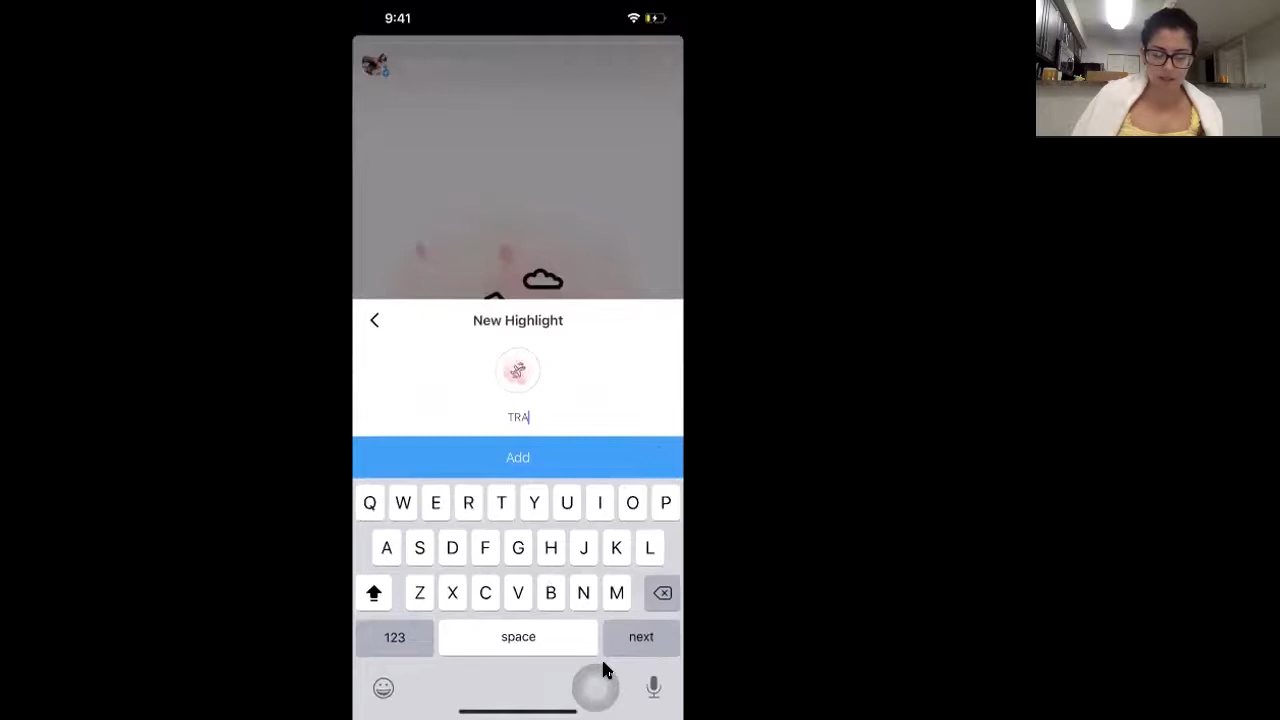 9:41
New Highlight
TRA
Add
Q W E R T Y U I O P
A S D F G H J K L
Z X C V B N M
123 space next